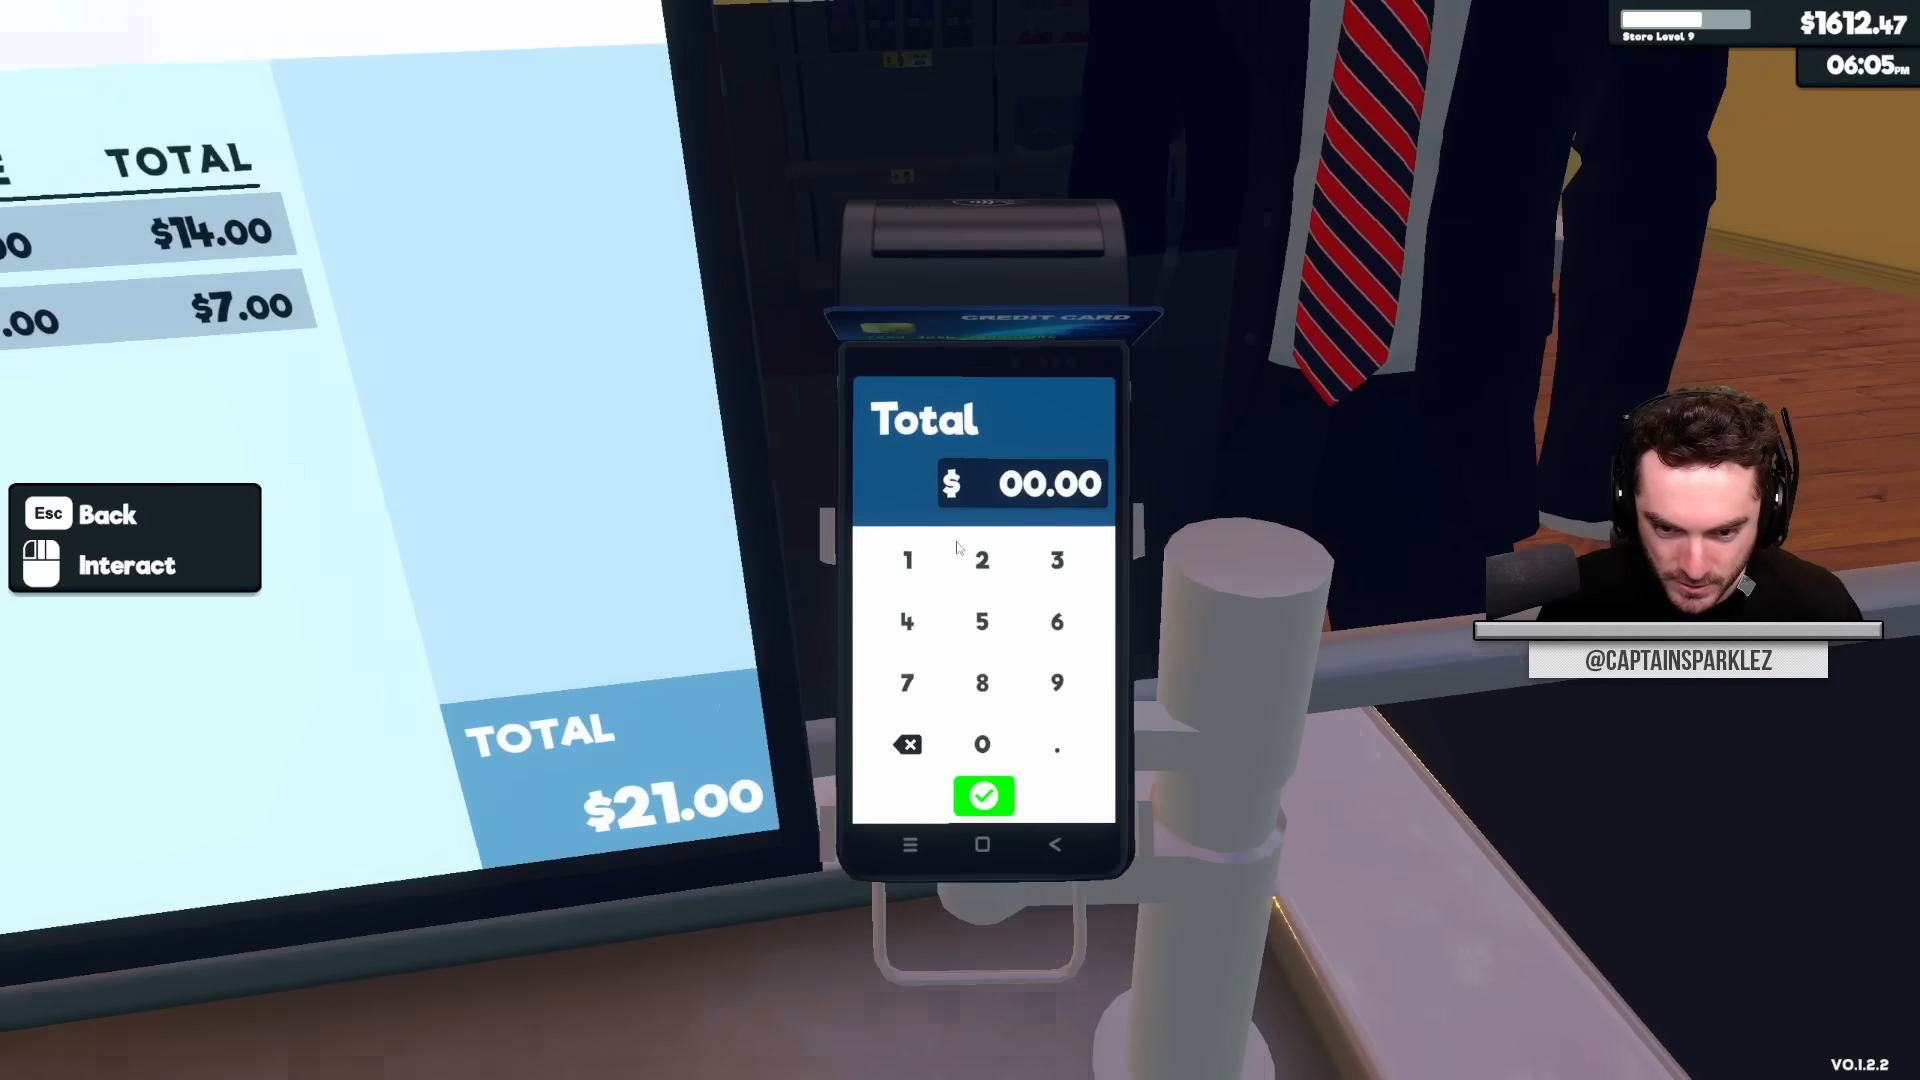 Store Level 9
$1612.47
06:05PM
TOTAL
$14.00
.00
$7.00
CREDIT CARD
Total
$ 00.00
1 2 3
4 5 6
7 8 9
0 .
Esc Back
Interact
TOTAL
$21.00
@CAPTAINSPARKLEZ
V0.1.2.2